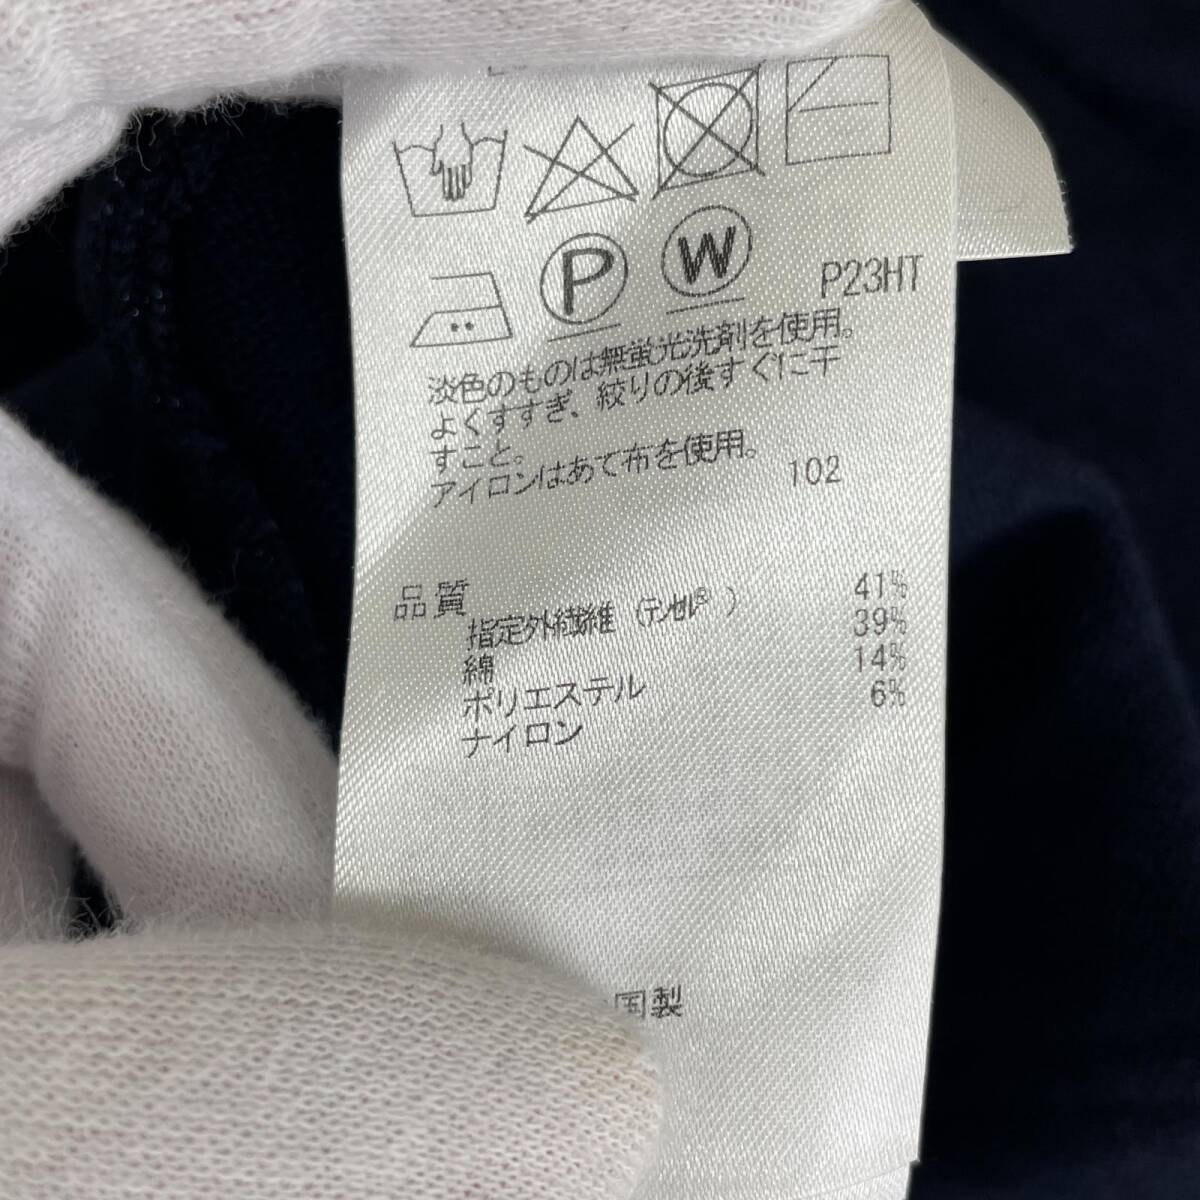 P W
P23HT
淡色のものは無蛍光洗剤を使用。
よくすすぎ、絞りの後すぐに干
すこと。
アイロンはあて布を使用。
102
品質
指定外繊維（テンセル®） 41%
綿 39%
ポリエステル 14%
ナイロン 6%
国製